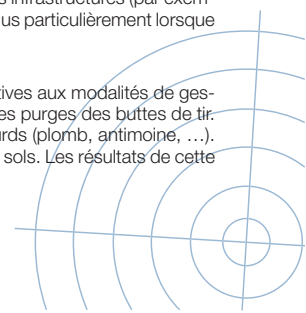 infrastructures (par exem-
us particulièrement lorsque
tives aux modalités de ges-
es purges des buttes de tir.
rds (plomb, antimoine, …).
sols. Les résultats de cette